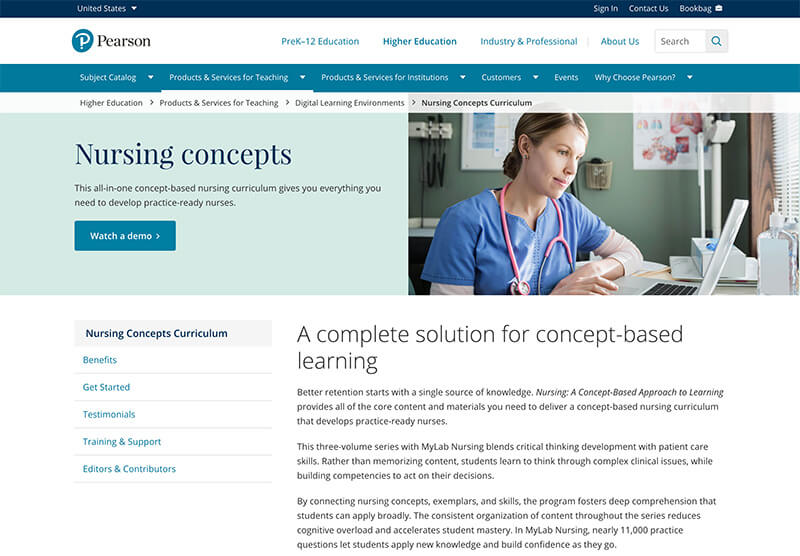 United States
Sign In Contact Us Bookbag
Pearson
PreK–12 Education Higher Education Industry & Professional About Us Search
Subject Catalog Products & Services for Teaching Products & Services for Institutions Customers Events Why Choose Pearson?
Higher Education > Products & Services for Teaching > Digital Learning Environments > Nursing Concepts Curriculum
Nursing concepts
This all-in-one concept-based nursing curriculum gives you everything you
need to develop practice-ready nurses.
Watch a demo >
Nursing Concepts Curriculum
Benefits
Get Started
Testimonials
Training & Support
Editors & Contributors
A complete solution for concept-based
learning
Better retention starts with a single source of knowledge. Nursing: A Concept-Based Approach to Learning
provides all of the core content and materials you need to deliver a concept-based nursing curriculum
that develops practice-ready nurses.
This three-volume series with MyLab Nursing blends critical thinking development with patient care
skills. Rather than memorizing content, students learn to think through complex clinical issues, while
building competencies to act on their decisions.
By connecting nursing concepts, exemplars, and skills, the program fosters deep comprehension that
students can apply broadly. The consistent organization of content throughout the series reduces
cognitive overload and accelerates student mastery. In MyLab Nursing, nearly 11,000 practice
questions let students apply new knowledge and build confidence as they go.